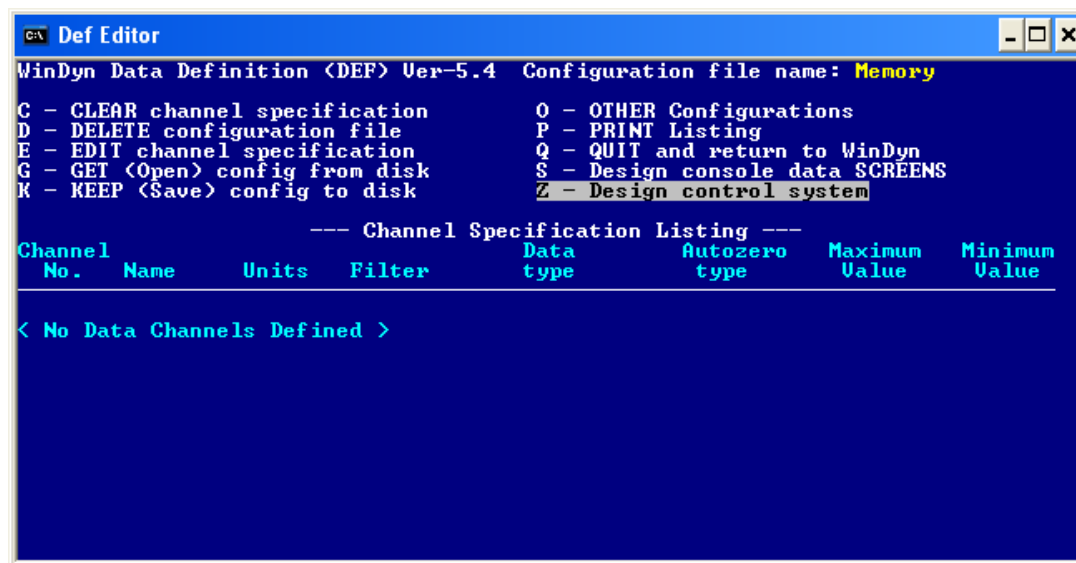 Def Editor
WinDyn Data Definition (DEF) Ver-5.4 Configuration file name: Memory
C - CLEAR channel specification O - OTHER Configurations
D - DELETE configuration file P - PRINT Listing
E - EDIT channel specification Q - QUIT and return to WinDyn
G - GET (Open) config from disk S - Design console data SCREENS
K - KEEP (Save) config to disk Z - Design control system
--- Channel Specification Listing ---
Channel Data Autozero Maximum Minimum
No. Name Units Filter type type Value Value
< No Data Channels Defined >